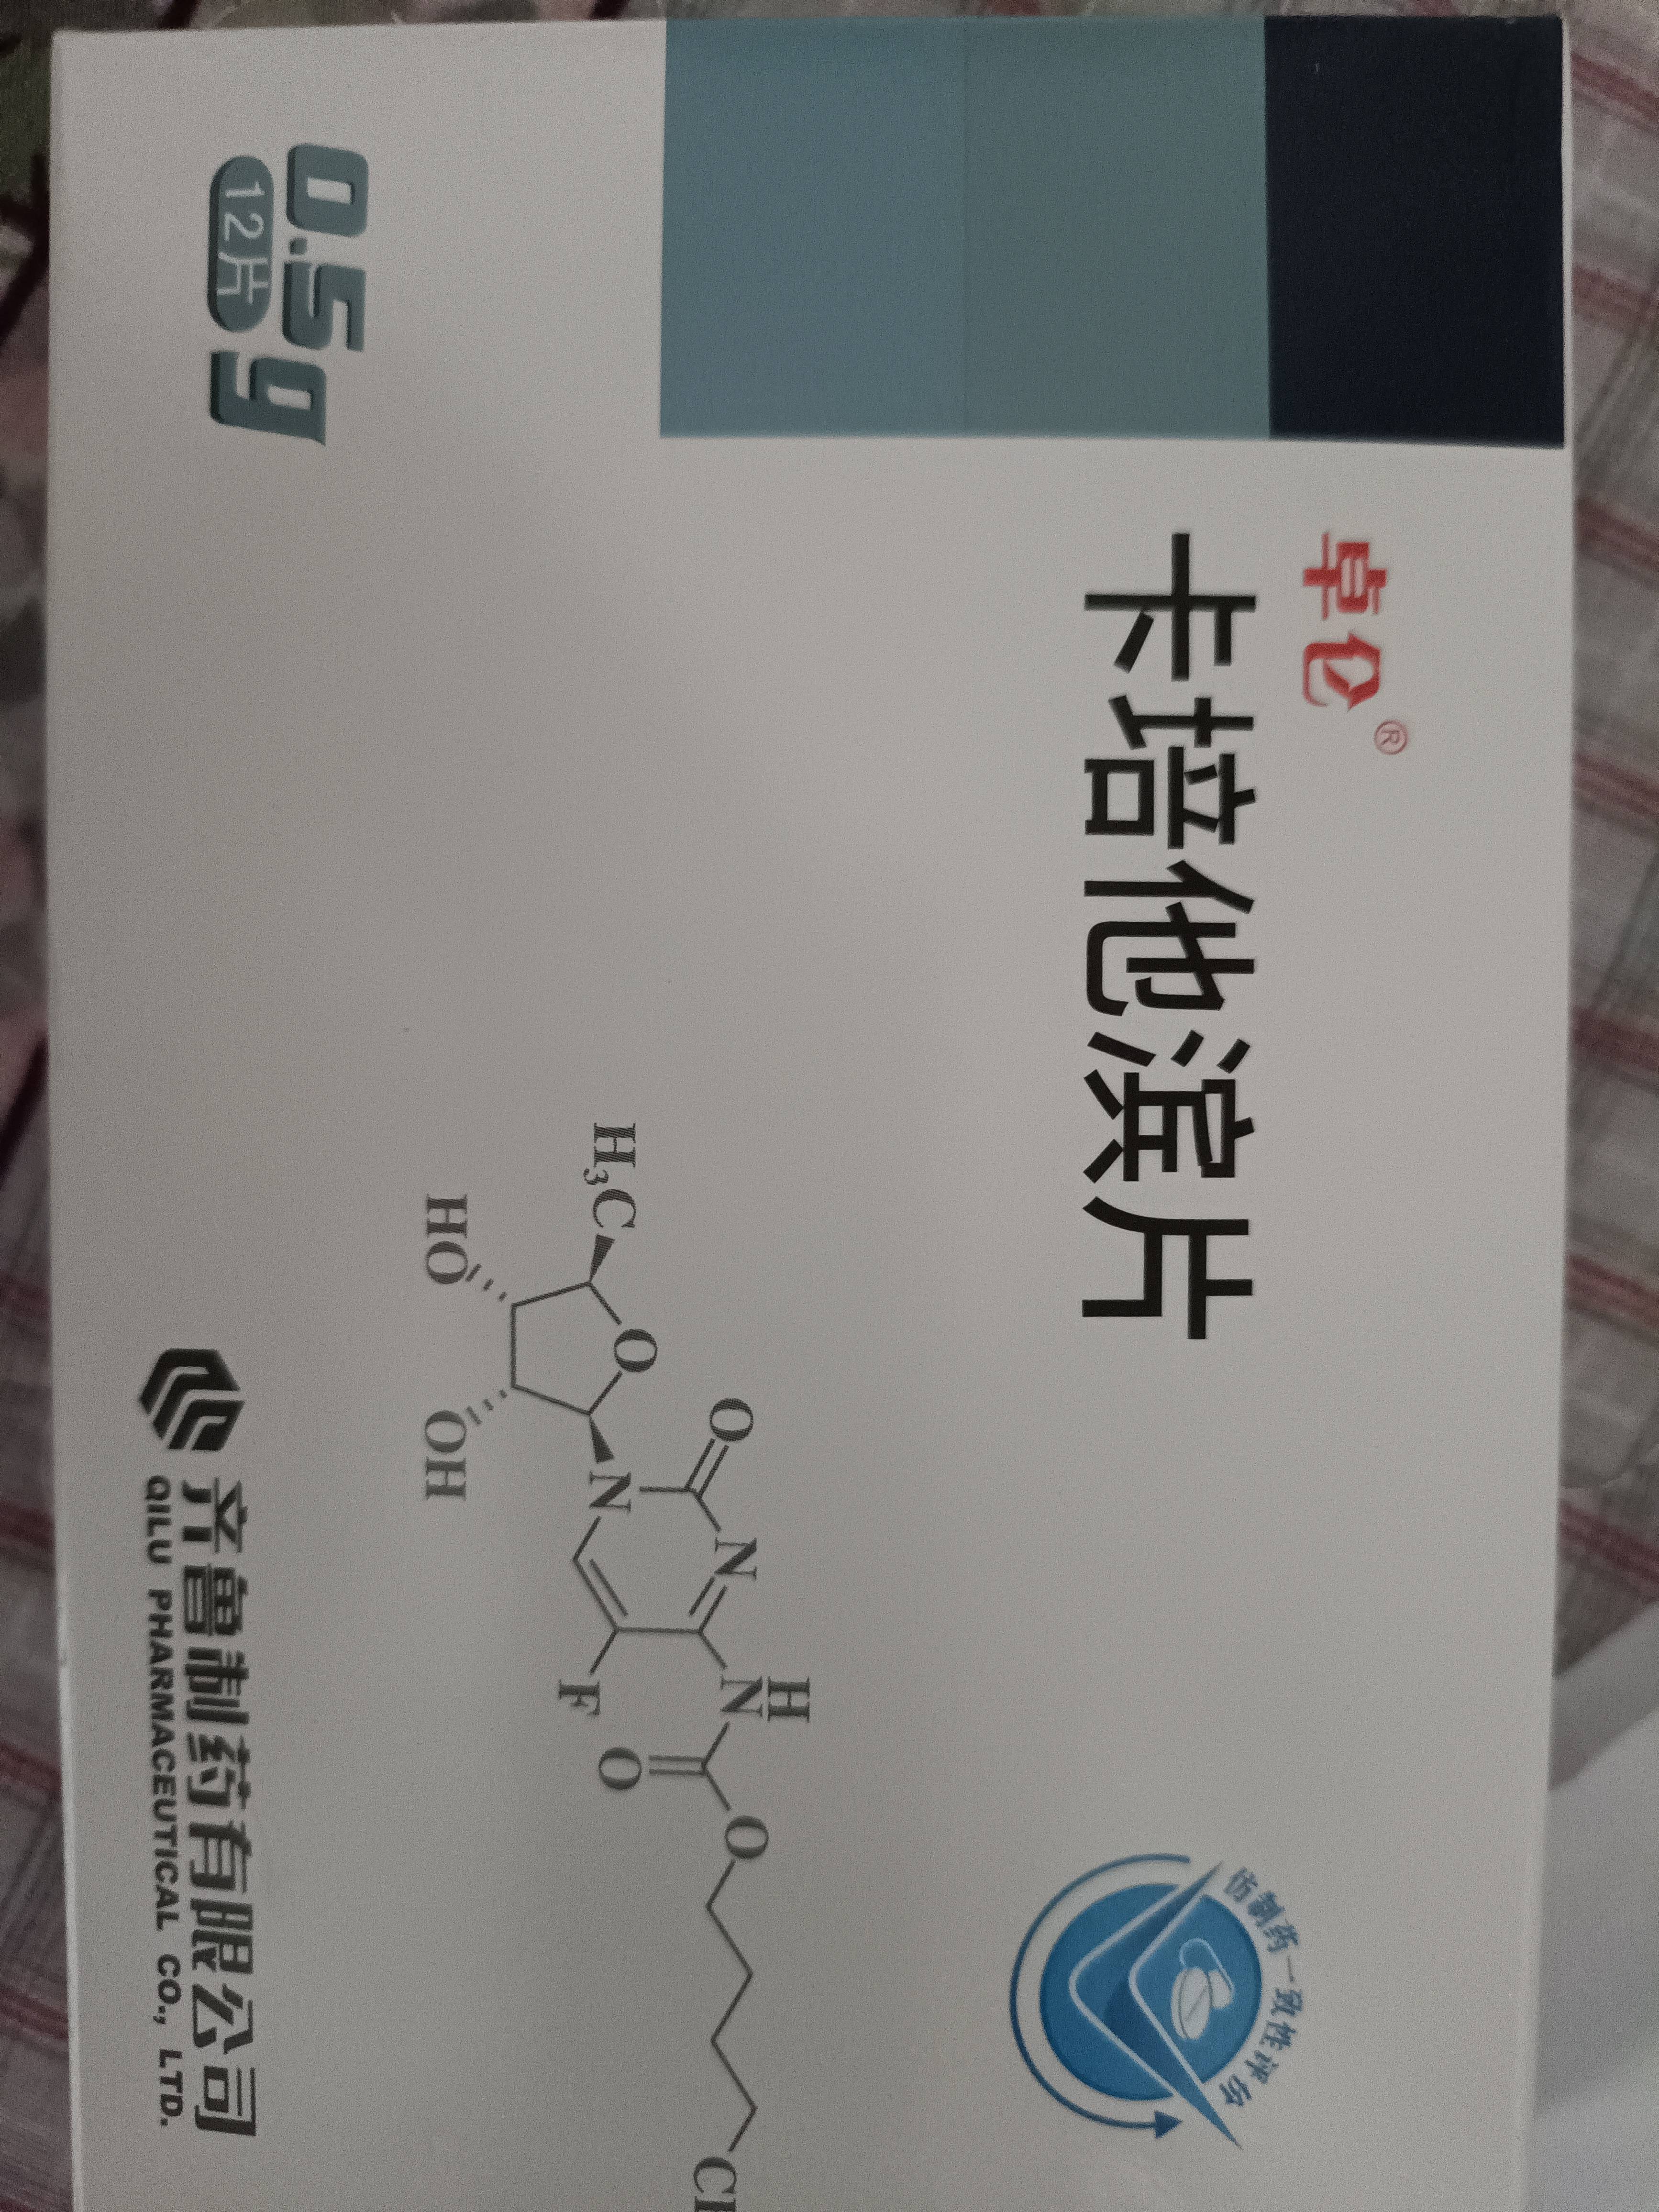 卓仑®
卡培他滨片
仿制药一致性评价
H
O N N O
H₃C O N F O
HO OH
0.5g
12片
齐鲁制药有限公司
QILU PHARMACEUTICAL CO., LTD.